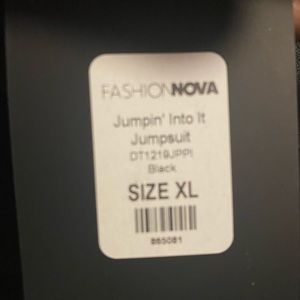 FASHIONNOVA
Jumpin' Into It
Jumpsuit
DT1219JPPI
Black
SIZE XL
865081